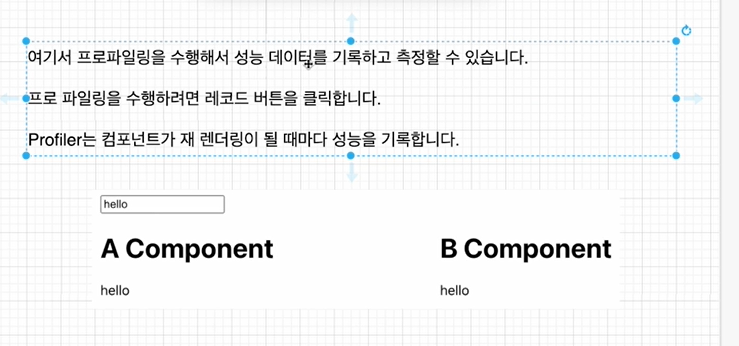 여기서 프로파일링을 수행해서 성능 데이터를 기록하고 측정할 수 있습니다.
프로 파일링을 수행하려면 레코드 버튼을 클릭합니다.
Profiler는 컴포넌트가 재 렌더링이 될 때마다 성능을 기록합니다.
hello
A Component
B Component
hello
hello